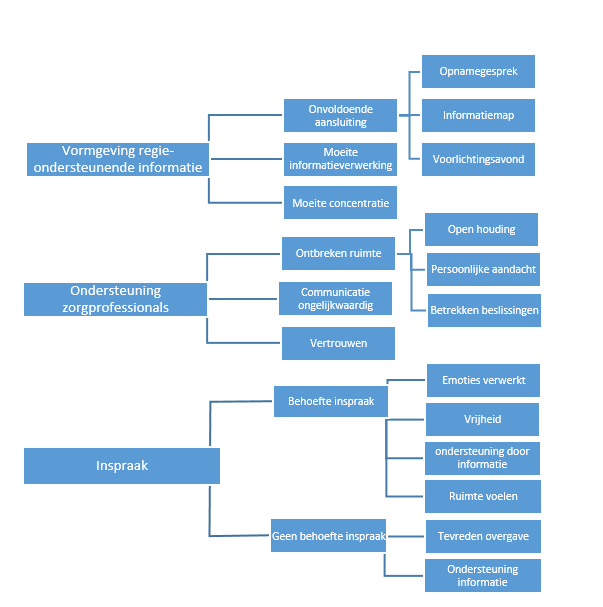 Vormgeving regie-
ondersteunende informatie
Onvoldoende
aansluiting
Opnamegesprek
Informatiemap
Voorlichtingsavond
Moeite
informatieverwerking
Moeite concentratie
Ondersteuning
zorgprofessionals
Ontbreken ruimte
Open houding
Persoonlijke aandacht
Betrekken beslissingen
Communicatie
ongelijkwaardig
Vertrouwen
Inspraak
Behoefte inspraak
Emoties verwerkt
Vrijheid
ondersteuning door
informatie
Ruimte voelen
Geen behoefte inspraak
Tevreden overgave
Ondersteuning
informatie